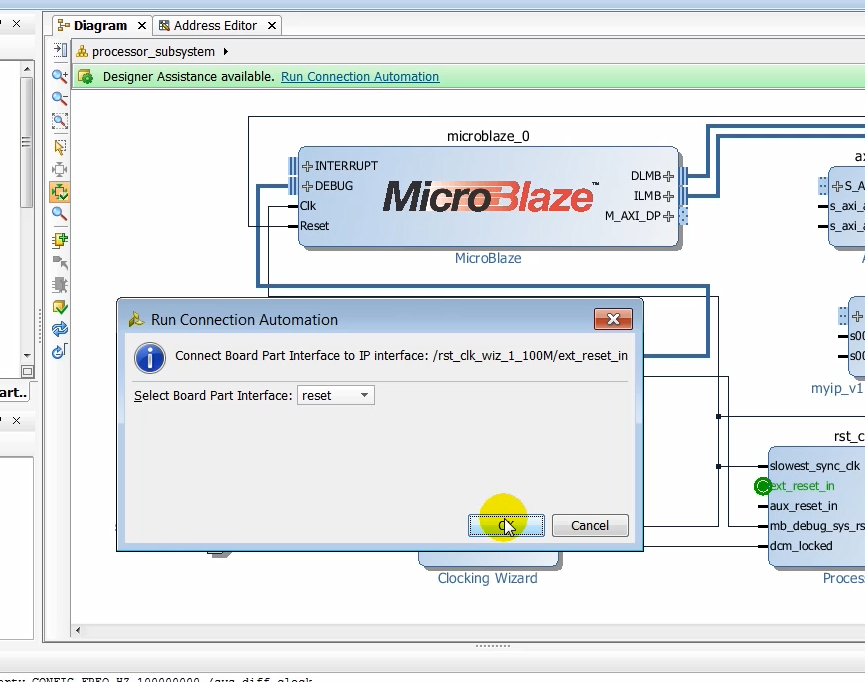 Diagram
Address Editor
processor_subsystem
Designer Assistance available. Run Connection Automation
microblaze_0
INTERRUPT
DEBUG
Clk
Reset
MicroBlaze™
DLMB
ILMB
M_AXI_DP
MicroBlaze
ax
S_A
s_axi_a
s_axi_a
A
Run Connection Automation
Connect Board Part Interface to IP interface: /rst_clk_wiz_1_100M/ext_reset_in
Select Board Part Interface: reset
OK
Cancel
s00
s00
myip_v1
rst_c
slowest_sync_clk
ext_reset_in
aux_reset_in
mb_debug_sys_rs
dcm_locked
Proces
Clocking Wizard
art..
erty CONFIG.FREQ_HZ 100000000 /sys_diff_clock